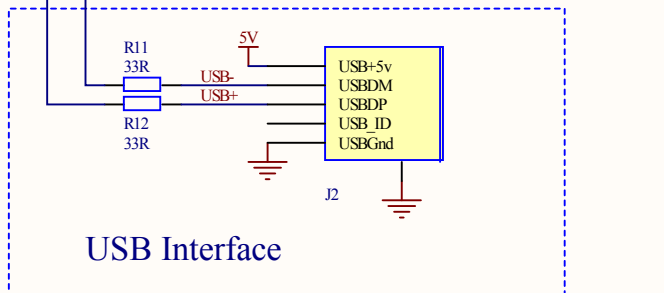 R11
33R
5V
USB-
USB+
R12
33R
USB+5v
USBDM
USBDP
USB_ID
USBGnd
J2
USB Interface